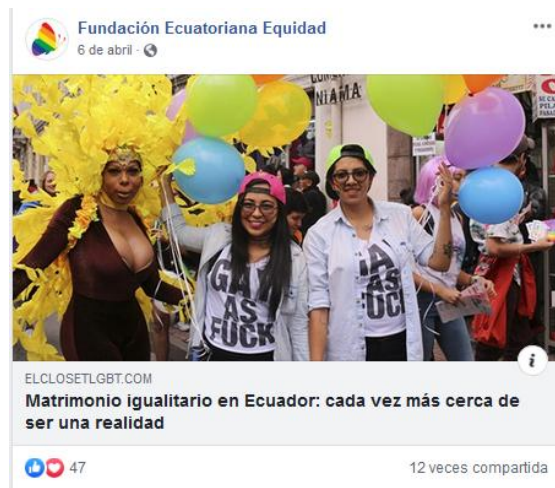 Fundación Ecuatoriana Equidad
6 de abril
NIAMA
GAY
AS
FUCK
AS
ELCLOSETLGBT.COM
Matrimonio igualitario en Ecuador: cada vez más cerca de
ser una realidad
47
12 veces compartida